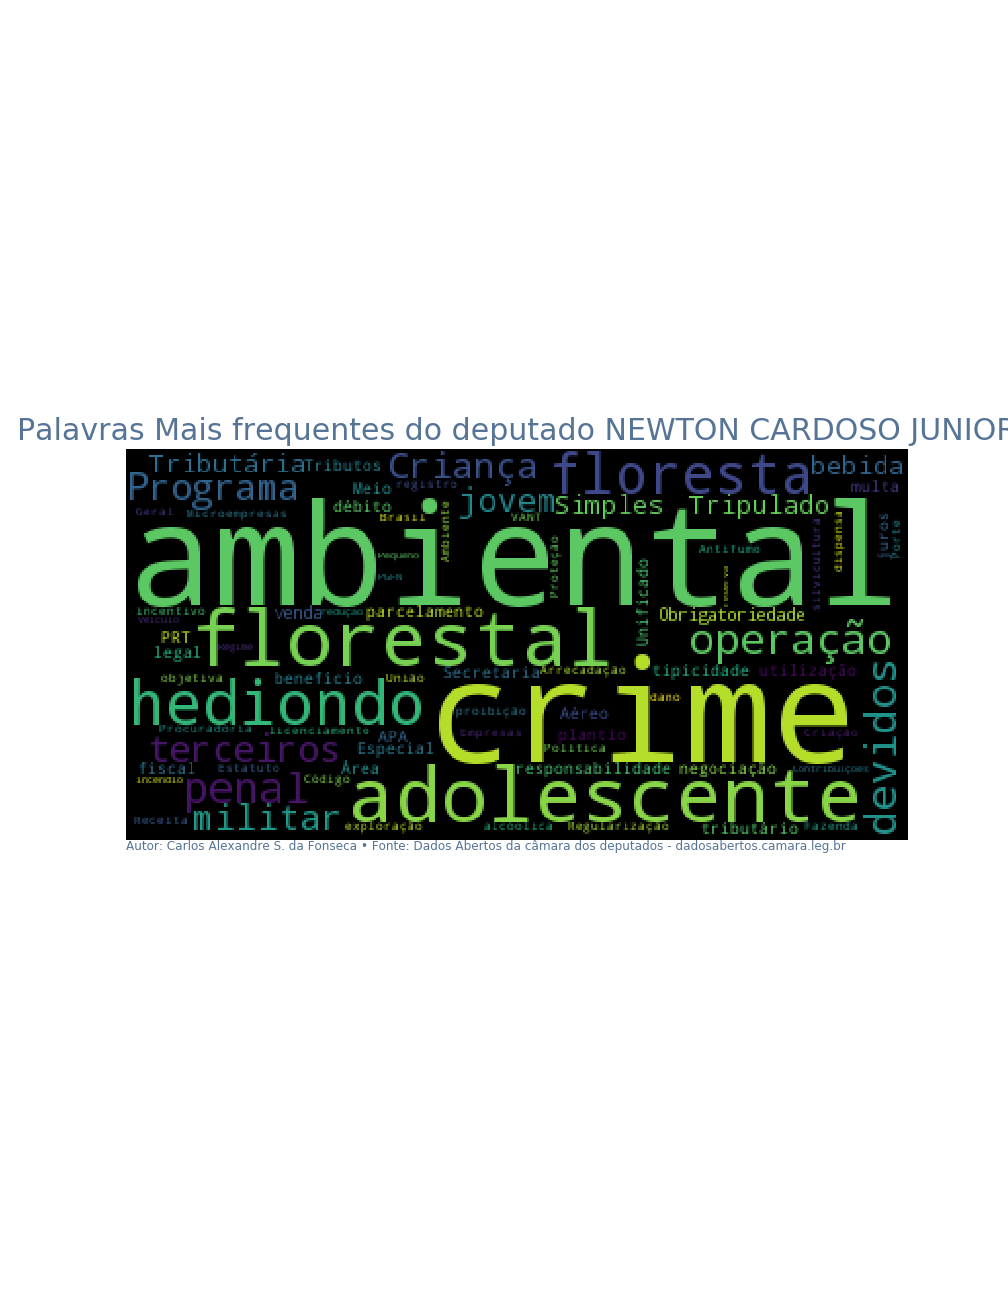 Palavras Mais frequentes do deputado NEWTON CARDOSO JUNIOR
Tributária Tributos Criança floresta bebida
Programa Meio registro jovem multa
Geral Microempresas débito Brasil Ambiente VANT Simples Tripulado
ambiental
Pequeno Proteção Antifumo silvicultura dispensa juros Porte
PGFN
incentivo venda redução parcelamento Unificado Obrigatoriedade
Veículo
PRT florestal operação
legal Regime
objetiva benefício União Secretaria Arrecadação tipicidade utilização
hediondo crime dano
proibição Aéreo devidos
Procuradoria licenciamento APA Empresas plantio Criação
terceiros Especial Política
fiscal Estatuto Área responsabilidade negociação Contribuições
incêndio penal Código adolescente
Receita militar exploração alcoólica Regularização tributário Fazenda
Autor: Carlos Alexandre S. da Fonseca • Fonte: Dados Abertos da câmara dos deputados - dadosabertos.camara.leg.br